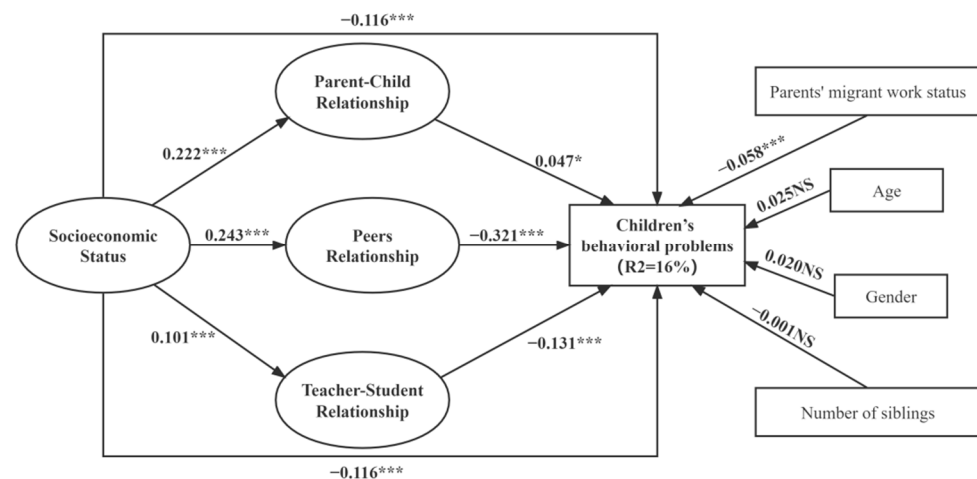 −0.116***
Parent-Child
Relationship
Parents' migrant work status
0.222***
0.047*
−0.058***
0.025NS
Age
Socioeconomic
Status
0.243***
Peers
Relationship
−0.321***
Children’s
behavioral problems
(R2=16%)
0.020NS
Gender
0.101***
−0.131***
−0.001NS
Teacher-Student
Relationship
Number of siblings
−0.116***